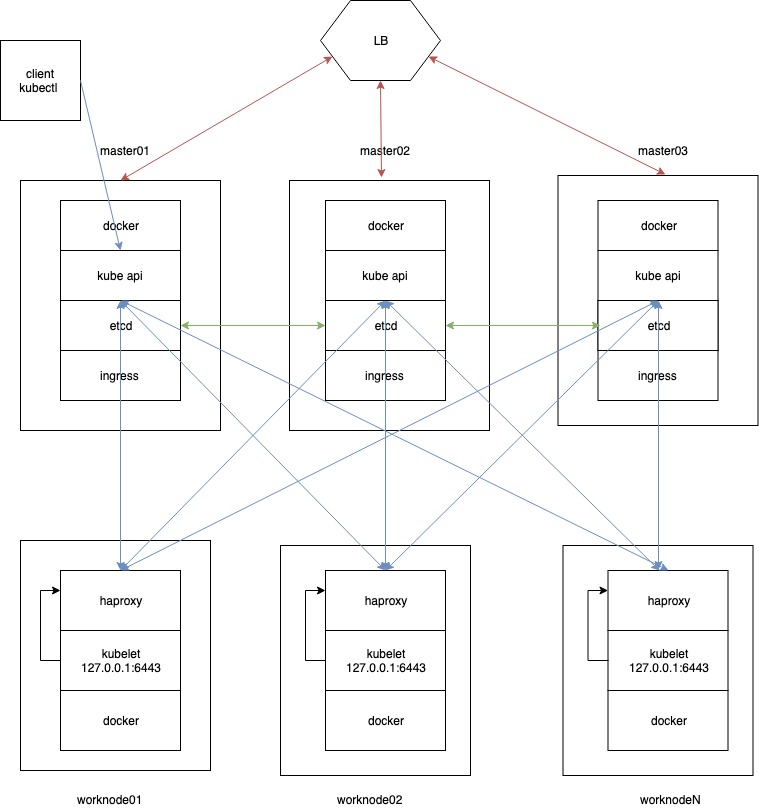 LB
client
kubectl
master01
master02
master03
docker
docker
docker
kube api
kube api
kube api
etcd
etcd
etcd
ingress
ingress
ingress
haproxy
haproxy
haproxy
kubelet
127.0.0.1:6443
kubelet
127.0.0.1:6443
kubelet
127.0.0.1:6443
docker
docker
docker
worknode01
worknode02
worknodeN